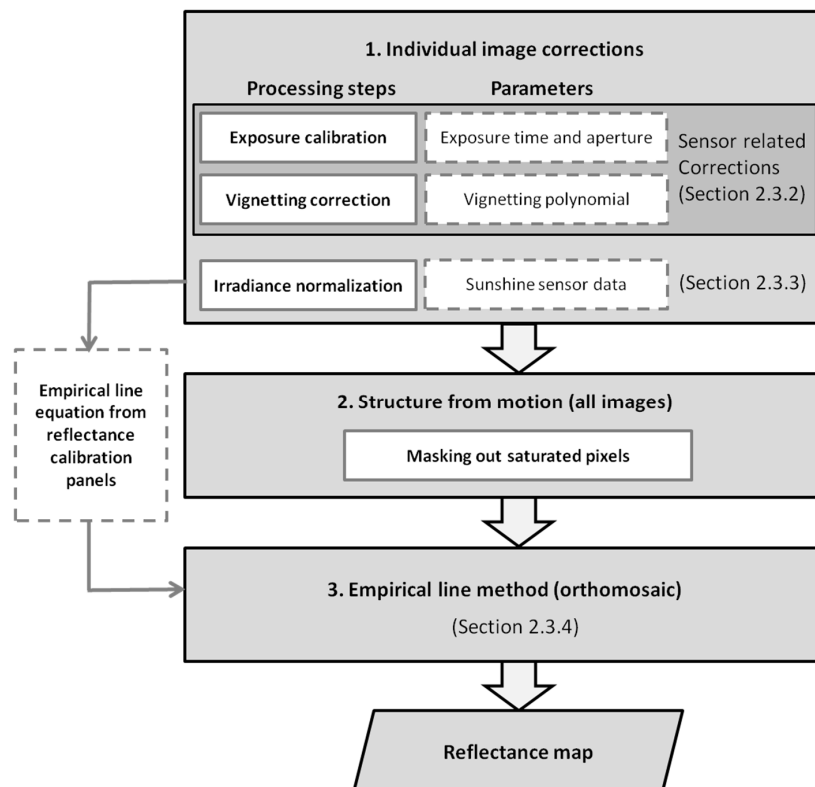 1. Individual image corrections
Processing steps
Parameters
Exposure calibration
Exposure time and aperture
Sensor related
Corrections
(Section 2.3.2)
Vignetting correction
Vignetting polynomial
Irradiance normalization
Sunshine sensor data
(Section 2.3.3)
Empirical line
equation from
reflectance
calibration
panels
2. Structure from motion (all images)
Masking out saturated pixels
3. Empirical line method (orthomosaic)
(Section 2.3.4)
Reflectance map